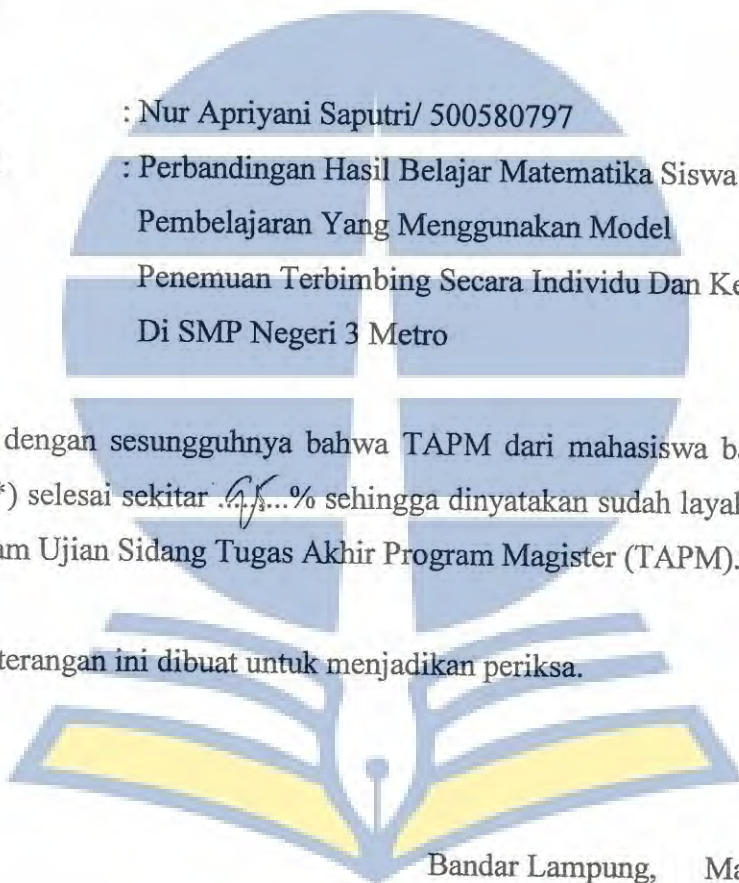 : Nur Apriyani Saputri/ 500580797
: Perbandingan Hasil Belajar Matematika Siswa
Pembelajaran Yang Menggunakan Model
Penemuan Terbimbing Secara Individu Dan Ke
Di SMP Negeri 3 Metro
dengan sesungguhnya bahwa TAPM dari mahasiswa ba
*) selesai sekitar .......% sehingga dinyatakan sudah layak
am Ujian Sidang Tugas Akhir Program Magister (TAPM).
terangan ini dibuat untuk menjadikan periksa.
Bandar Lampung, Ma